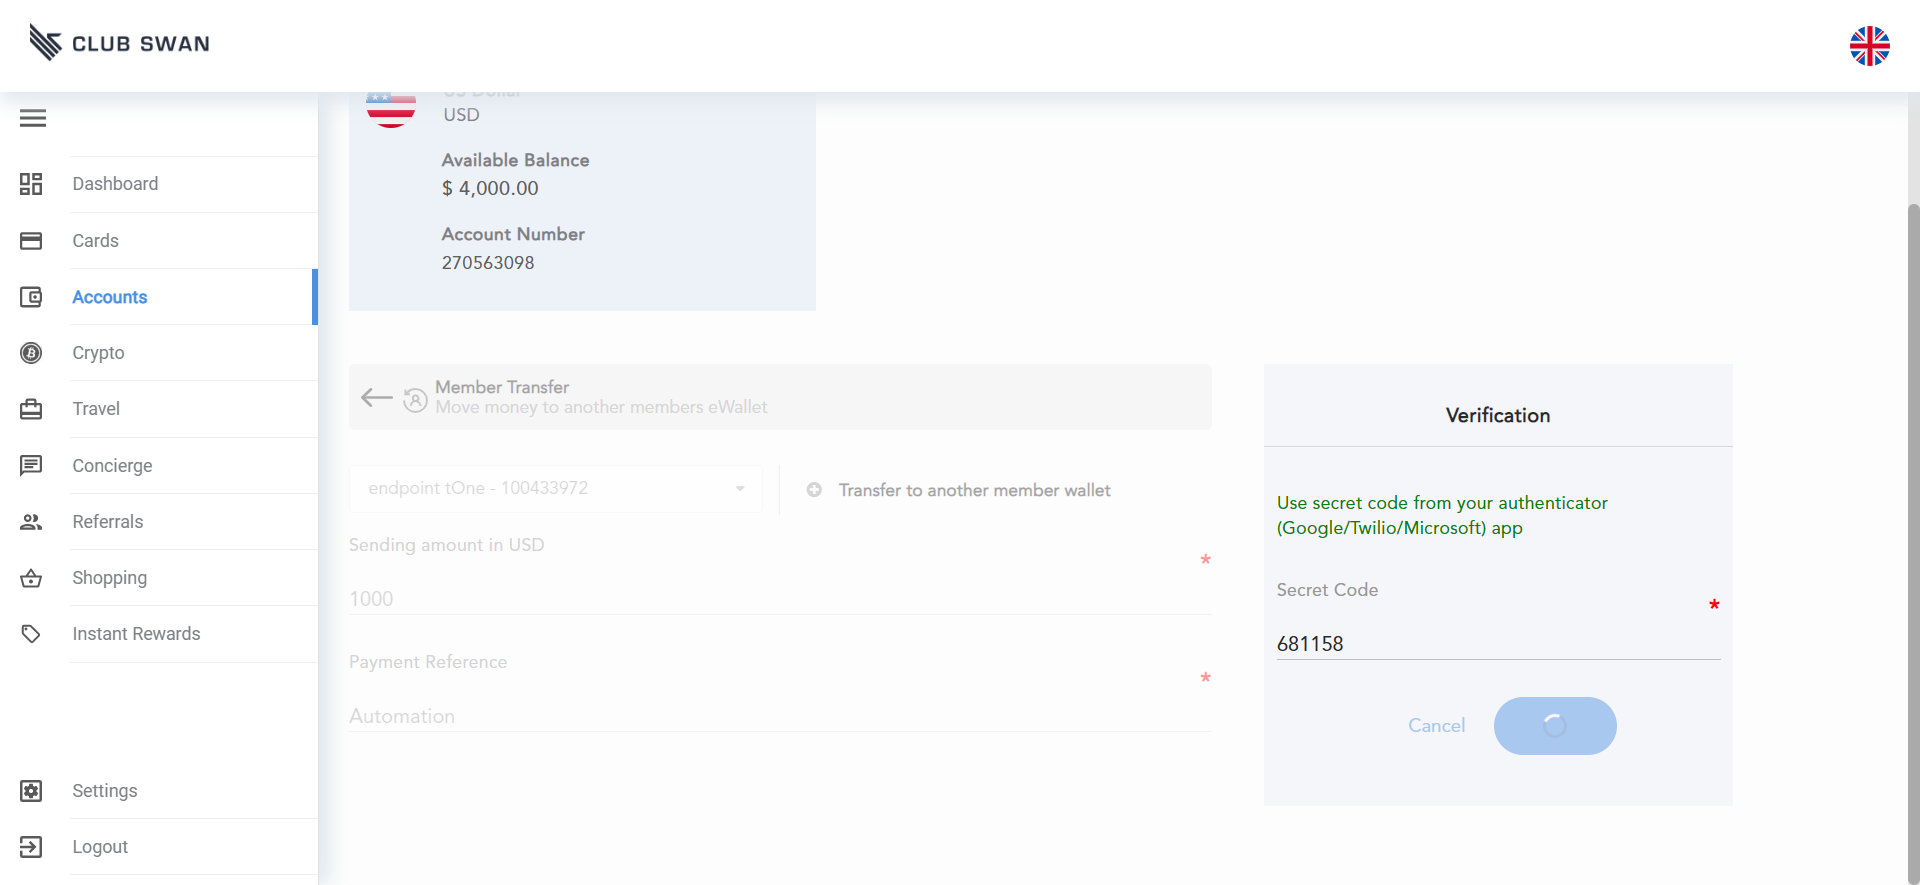 CLUB SWAN
US Dollar
USD
Available Balance
$ 4,000.00
Account Number
270563098
Dashboard
Cards
Accounts
Crypto
Travel
Concierge
Referrals
Shopping
Instant Rewards
Settings
Logout
Member Transfer
Move money to another members eWallet
endpoint tOne - 100433972
Transfer to another member wallet
Sending amount in USD
*
1000
Payment Reference
*
Automation
Verification
Use secret code from your authenticator
(Google/Twilio/Microsoft) app
Secret Code
*
681158
Cancel